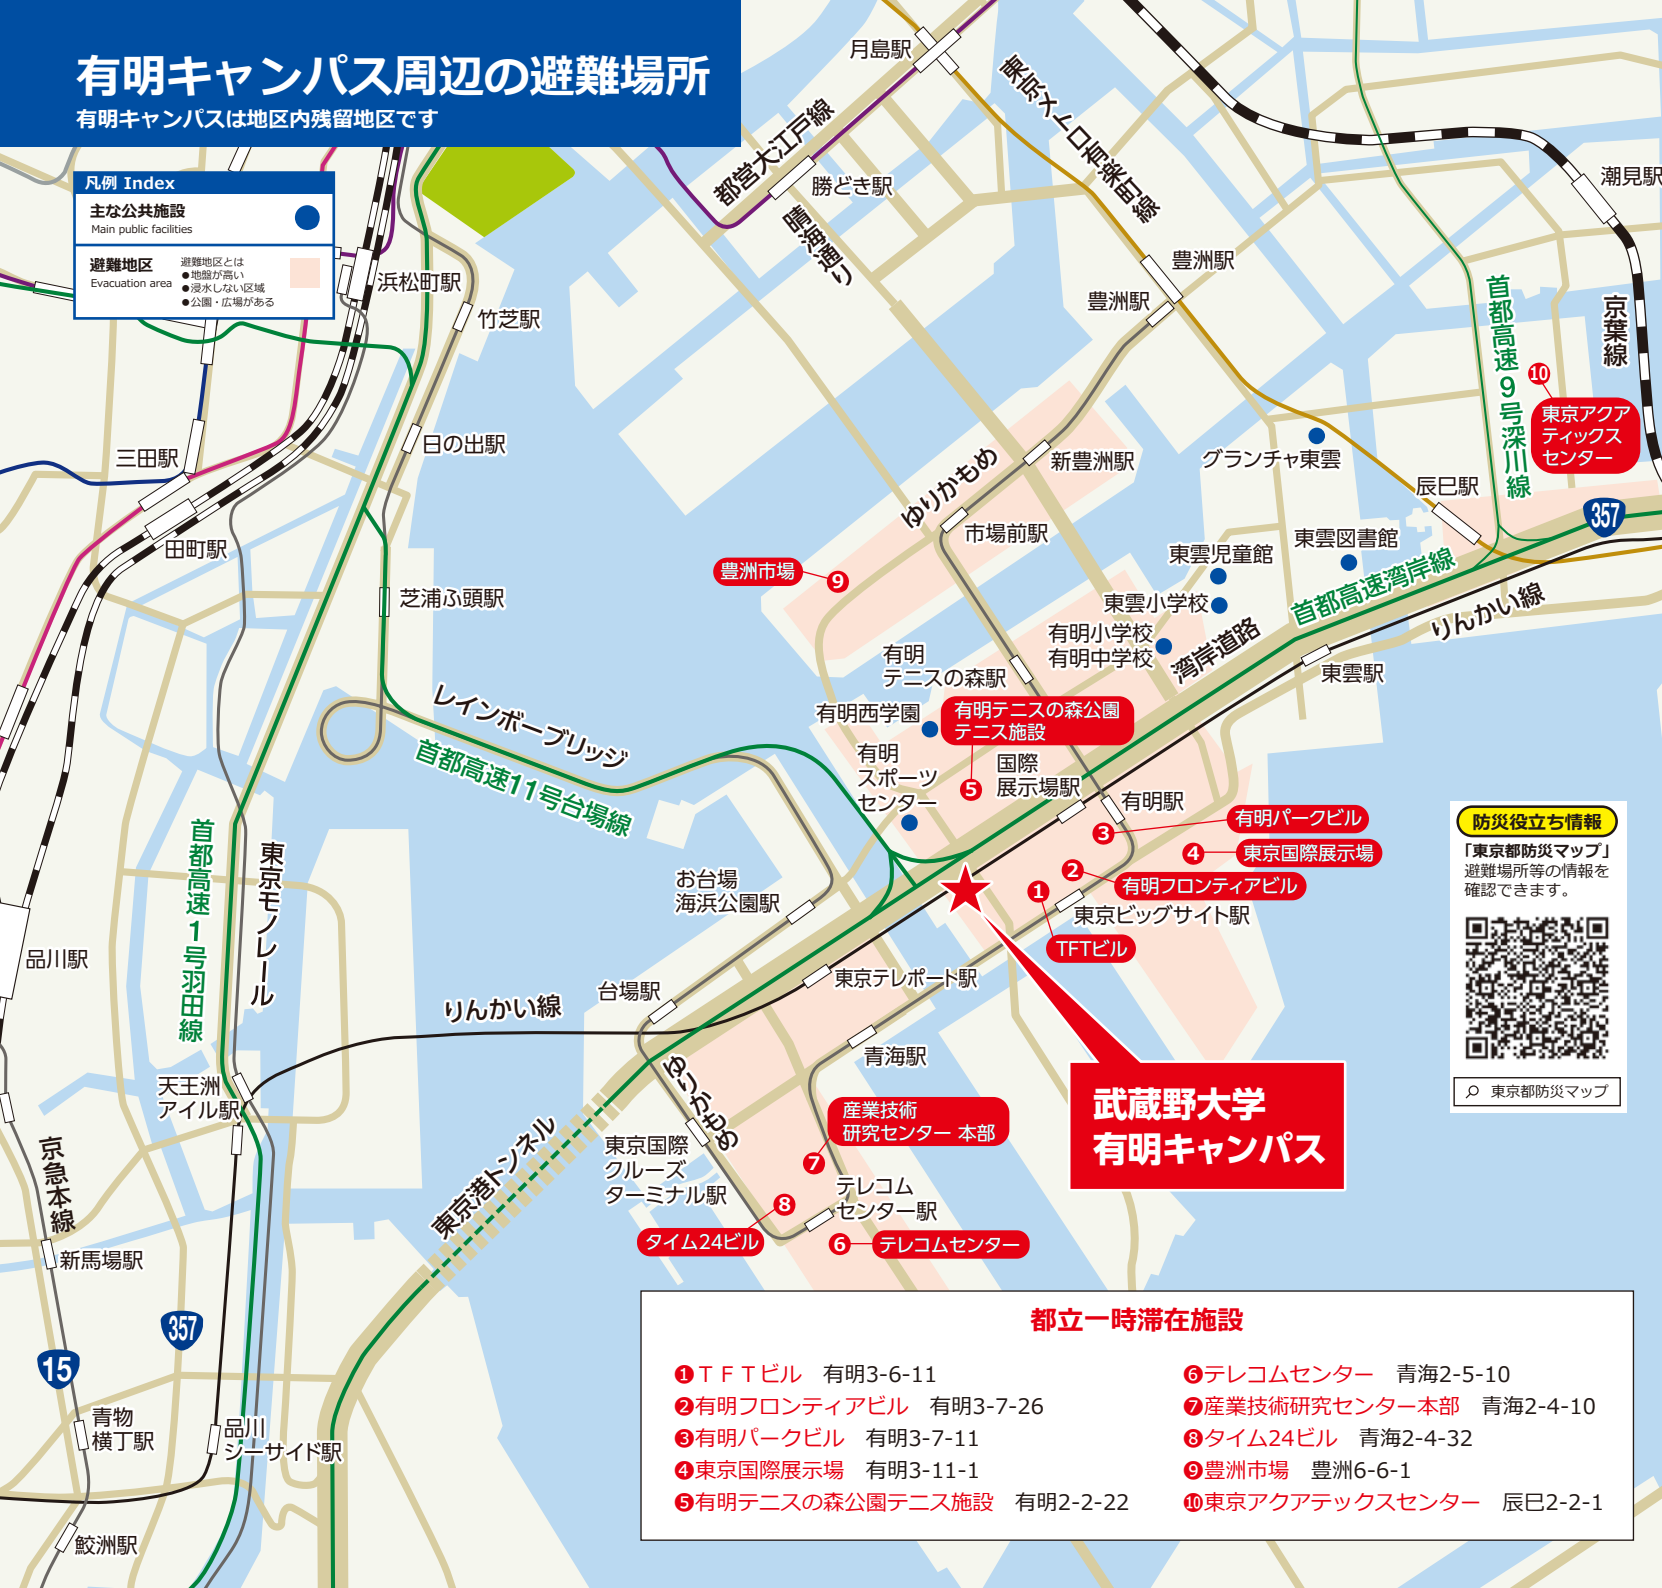 有明キャンパス周辺の避難場所
有明キャンパスは地区内残留地区です
凡例 Index
主な公共施設
Main public facilities
避難地区
Evacuation area
避難地区とは
●地盤が高い
●浸水しない区域
●公園・広場がある
月島駅
都営大江戸線
勝どき駅
晴海通り
東京メトロ有楽町線
潮見駅
豊洲駅
豊洲駅
首都高速9号深川線
京葉線
10
東京アクア
ティックス
センター
浜松町駅
竹芝駅
日の出駅
三田駅
田町駅
芝浦ふ頭駅
新豊洲駅
ゆりかもめ
市場前駅
グランチャ東雲
辰巳駅
357
東雲図書館
東雲児童館
東雲小学校
有明小学校
有明中学校
首都高速湾岸線
湾岸道路
りんかい線
東雲駅
豊洲市場
9
有明
テニスの森駅
有明西学園
有明テニスの森公園
テニス施設
5
有明
スポーツ
センター
国際
展示場駅
有明駅
レインボーブリッジ
首都高速11号台場線
3
有明パークビル
4
東京国際展示場
2
有明フロンティアビル
1
東京ビッグサイト駅
TFTビル
防災役立ち情報
「東京都防災マップ」
避難場所等の情報を
確認できます。
東京都防災マップ
首都高速1号羽田線
東京モノレール
お台場
海浜公園駅
品川駅
台場駅
りんかい線
東京テレポート駅
青海駅
天王洲
アイル駅
ゆりかもめ
武蔵野大学
有明キャンパス
産業技術
研究センター 本部
7
東京港トンネル
東京国際
クルーズ
ターミナル駅
テレコム
センター駅
8
タイム24ビル
6
テレコムセンター
京急本線
新馬場駅
357
15
青物
横丁駅
品川
シーサイド駅
鮫洲駅
都立一時滞在施設
❶TFTビル 有明3-6-11
❷有明フロンティアビル 有明3-7-26
❸有明パークビル 有明3-7-11
❹東京国際展示場 有明3-11-1
❺有明テニスの森公園テニス施設 有明2-2-22
❻テレコムセンター 青海2-5-10
❼産業技術研究センター本部 青海2-4-10
❽タイム24ビル 青海2-4-32
❾豊洲市場 豊洲6-6-1
❿東京アクアテックスセンター 辰巳2-2-1